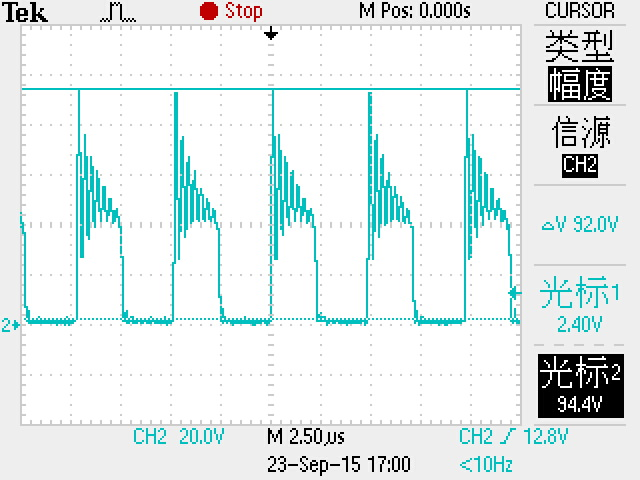 Tek Stop M Pos: 0.000s CURSOR
类型
幅度
信源
CH2
△V 92.0V
光标1
2.40V
2
光标2
94.4V
CH2 20.0V M 2.50µs CH2 12.8V
23-Sep-15 17:00 <10Hz